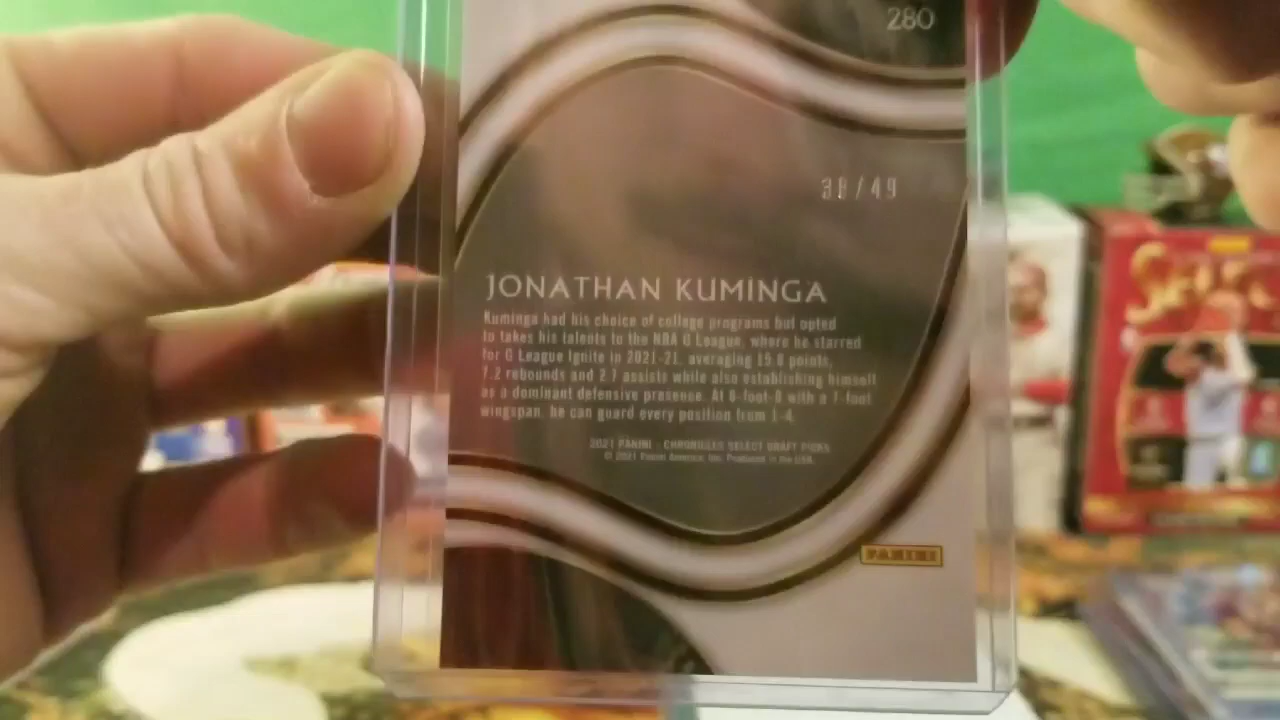 280
38/49
JONATHAN KUMINGA
Kuminga had his choice of college programs but opted
to takes his talents to the NBA G League, where he starred
for G League Ignite in 2021-21, averaging 15.8 points,
7.2 rebounds and 2.7 assists while also establishing himself
as a dominant defensive presence. At 6-foot-8 with a 7-foot
wingspan, he can guard every position from 1-4.
2021 PANINI - CHRONICLES SELECT DRAFT PICKS
© 2021 Panini America, Inc. Produced in the USA.
PANINI
Select